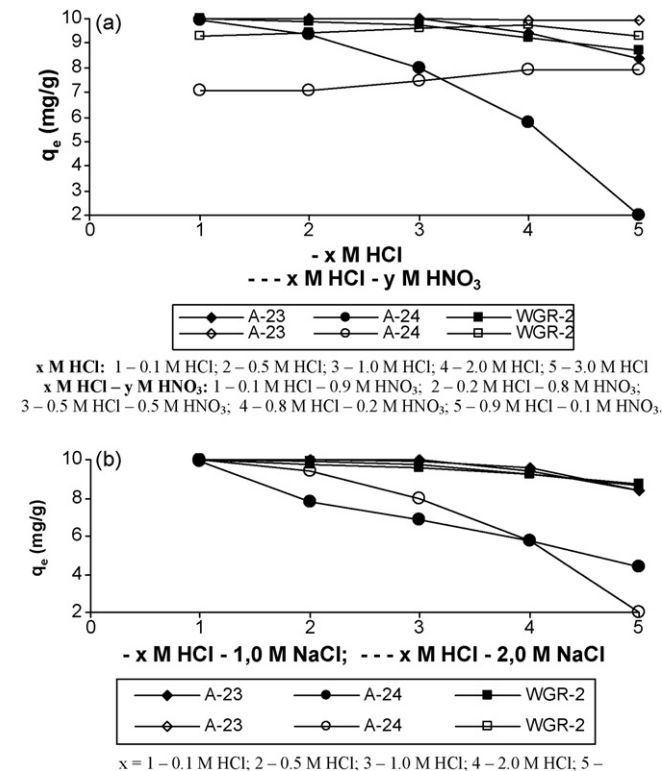 (a)
10
9
8
7
6
5
4
3
2
qe (mg/g)
0 1 2 3 4 5
- x M HCl
- - - x M HCl - y M HNO₃
A-23 A-24 WGR-2
A-23 A-24 WGR-2
x M HCl: 1 – 0.1 M HCl; 2 – 0.5 M HCl; 3 – 1.0 M HCl; 4 – 2.0 M HCl; 5 – 3.0 M HCl
x M HCl – y M HNO₃: 1 – 0.1 M HCl – 0.9 M HNO₃; 2 – 0.2 M HCl – 0.8 M HNO₃;
3 – 0.5 M HCl – 0.5 M HNO₃; 4 – 0.8 M HCl – 0.2 M HNO₃; 5 – 0.9 M HCl – 0.1 M HNO₃.
(b)
10
8
6
4
2
qe (mg/g)
0 1 2 3 4 5
- x M HCl - 1,0 M NaCl; - - - x M HCl - 2,0 M NaCl
A-23 A-24 WGR-2
A-23 A-24 WGR-2
x = 1 – 0.1 M HCl; 2 – 0.5 M HCl; 3 – 1.0 M HCl; 4 – 2.0 M HCl; 5 –